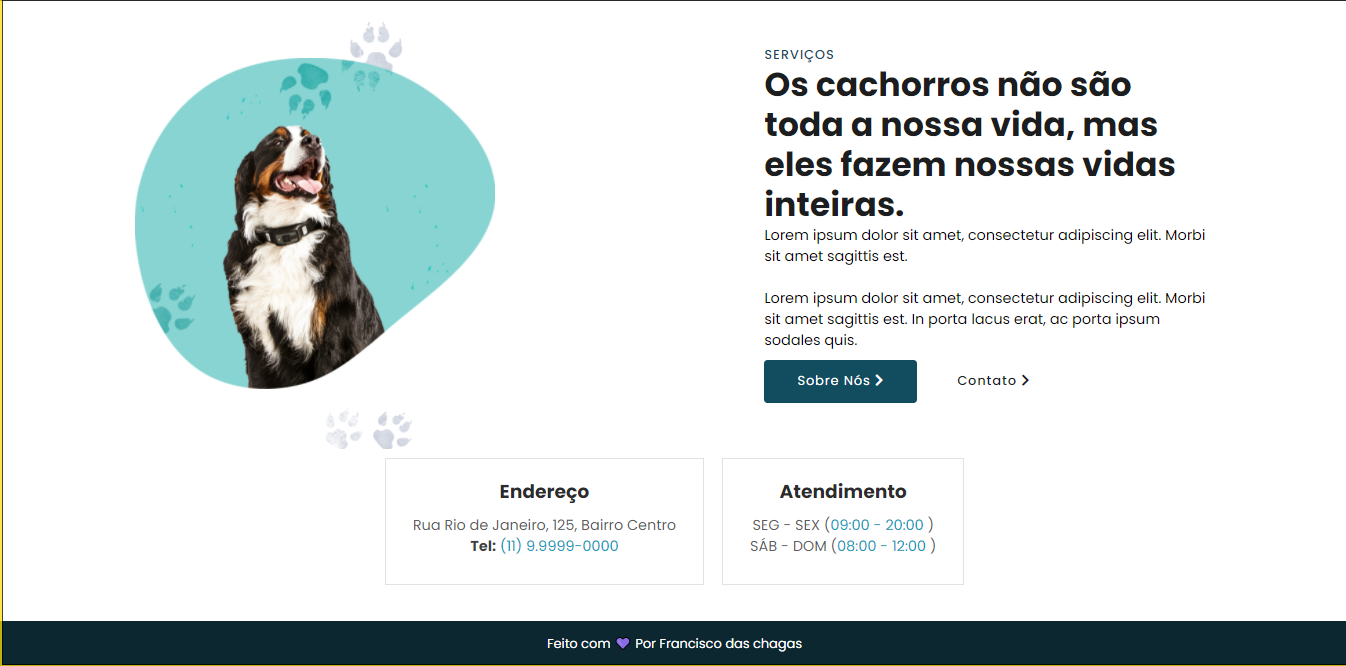 SERVIÇOS
Os cachorros não são
toda a nossa vida, mas
eles fazem nossas vidas
inteiras.
Lorem ipsum dolor sit amet, consectetur adipiscing elit. Morbi
sit amet sagittis est.
Lorem ipsum dolor sit amet, consectetur adipiscing elit. Morbi
sit amet sagittis est. In porta lacus erat, ac porta ipsum
sodales quis.
Sobre Nós
Contato
Endereço
Rua Rio de Janeiro, 125, Bairro Centro
Tel: (11) 9.9999-0000
Atendimento
SEG - SEX (09:00 - 20:00 )
SÁB - DOM (08:00 - 12:00 )
Feito com 💜 Por Francisco das chagas